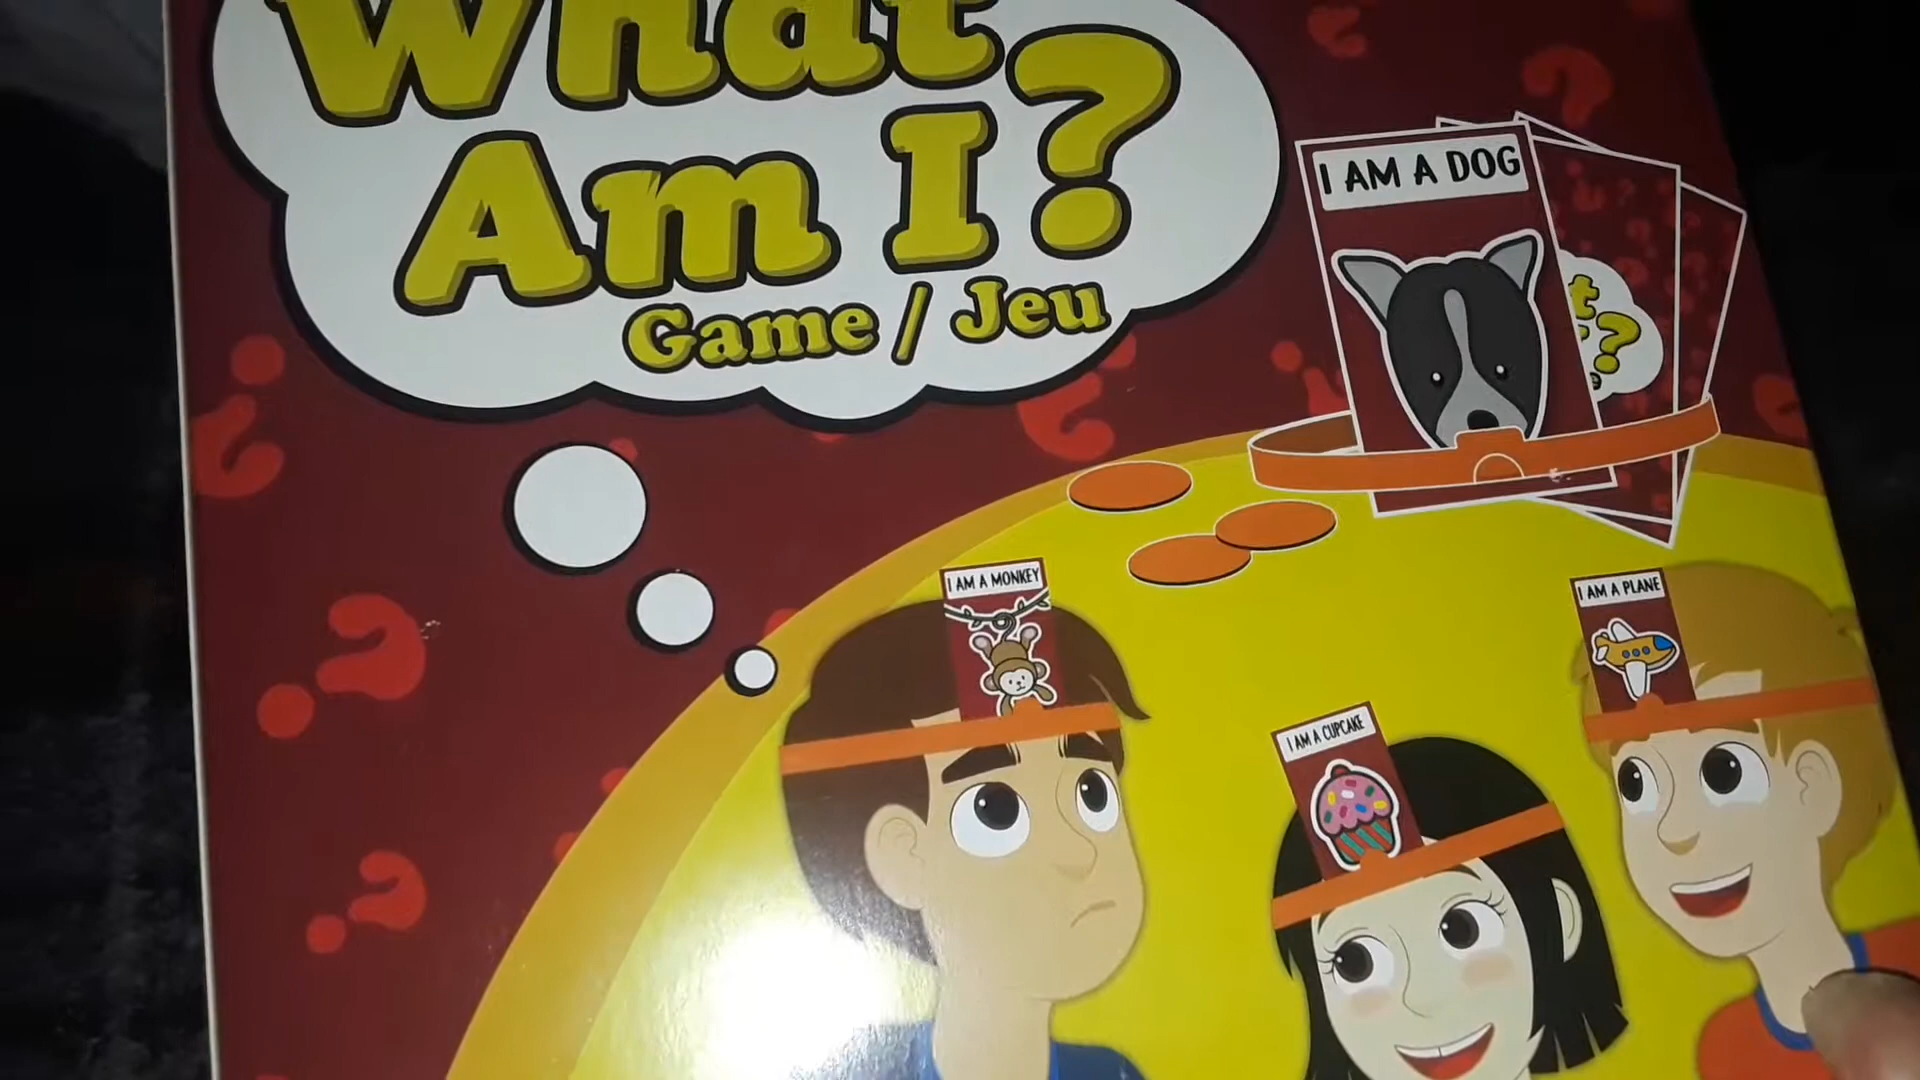 What
Am I?
Game / Jeu
I AM A DOG
t
?
e
I AM A MONKEY
I AM A PLANE
I AM A CUPCAKE